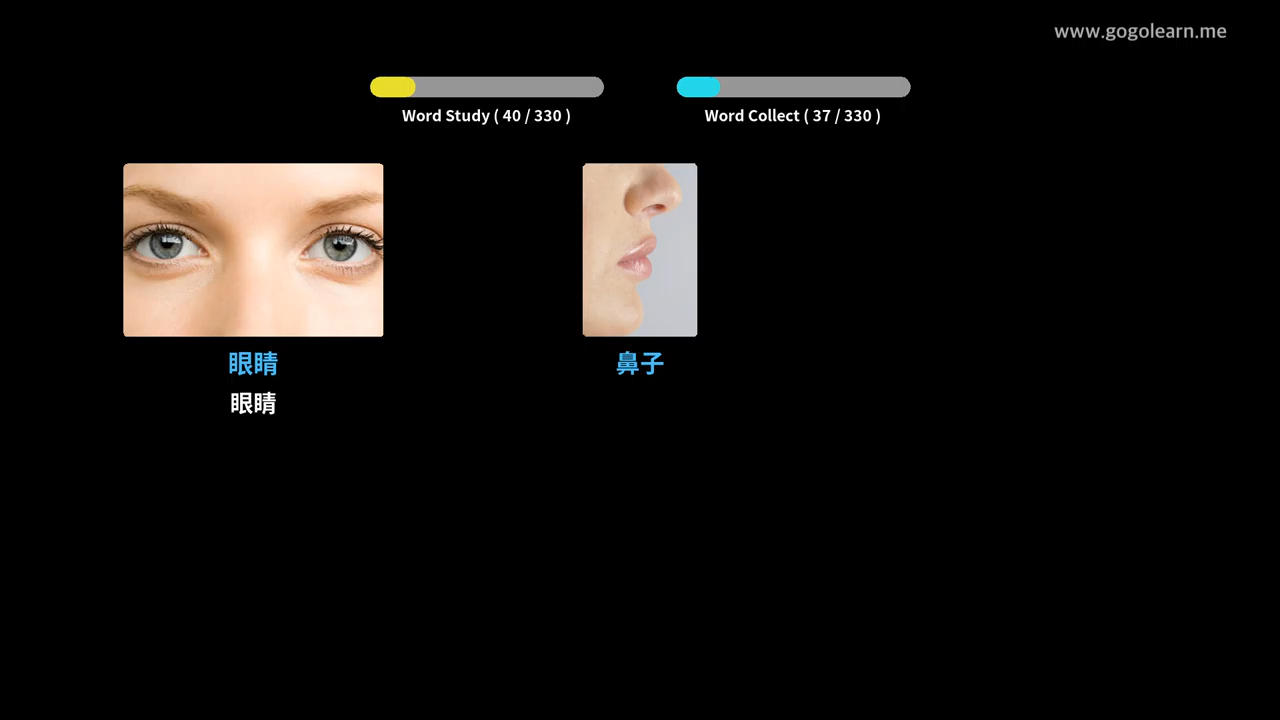 www.gogolearn.me
Word Study ( 40 / 330 )
Word Collect ( 37 / 330 )
眼睛
鼻子
眼睛